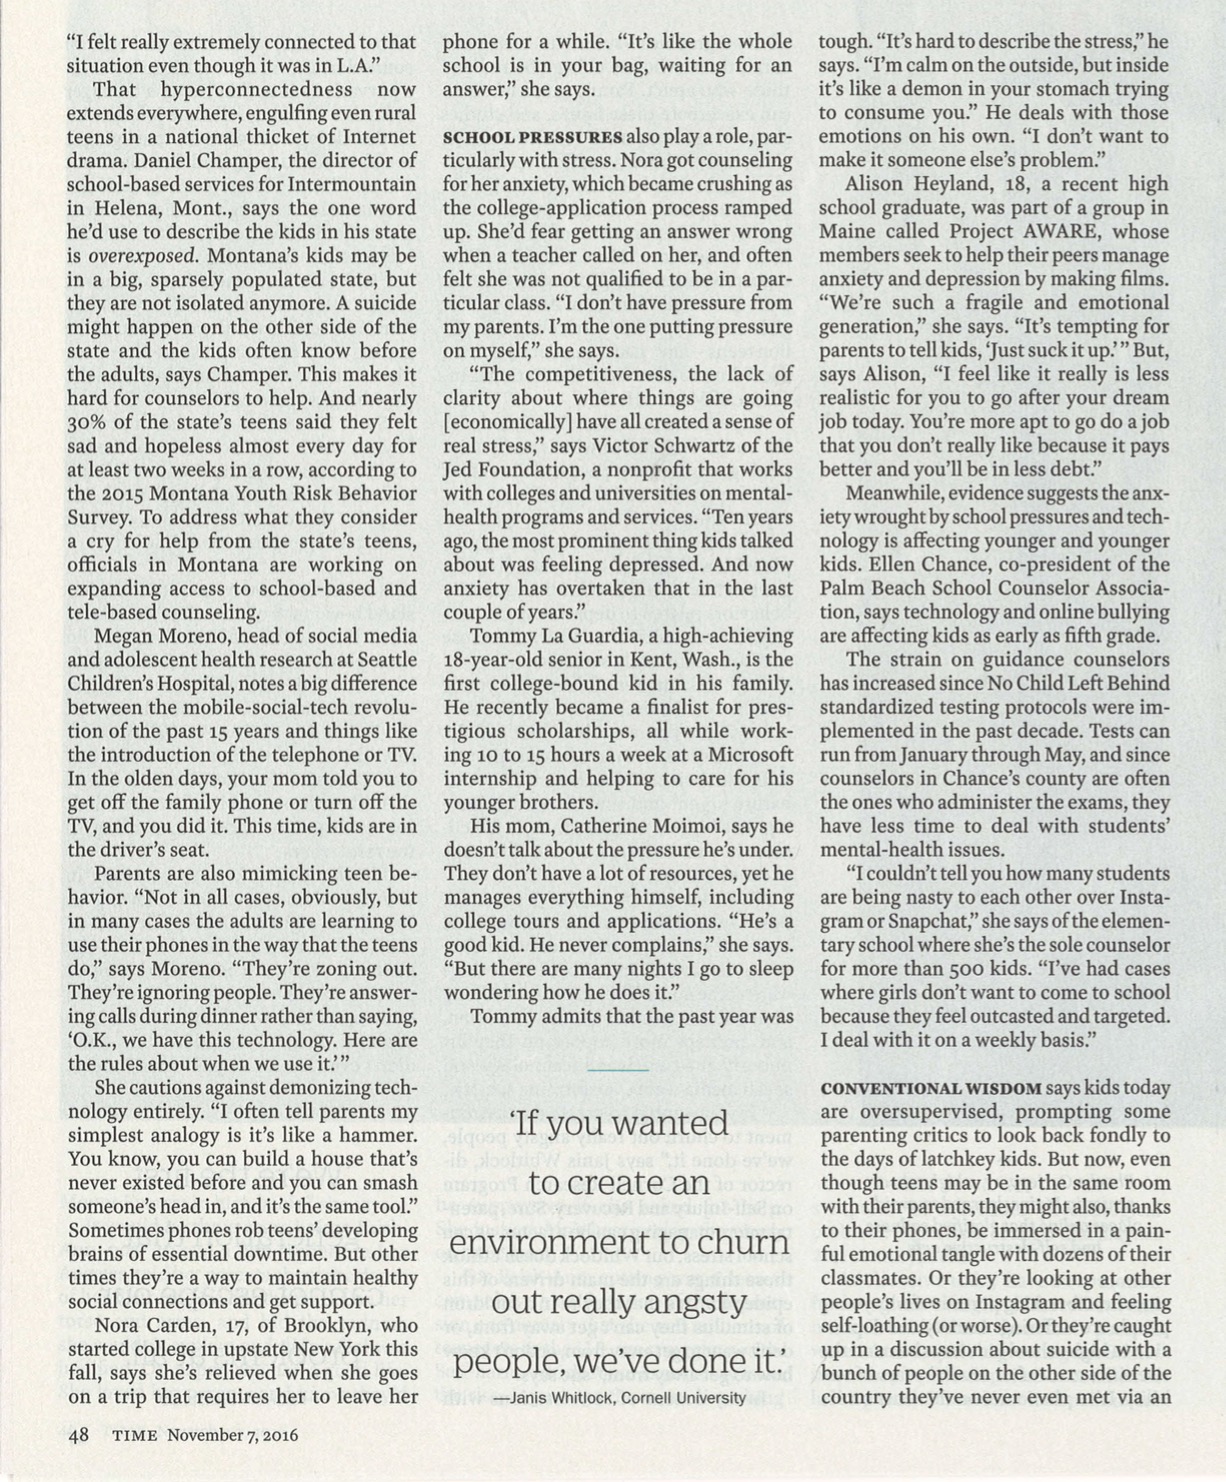 “I felt really extremely connected to that
situation even though it was in L.A.”
That hyperconnectedness now
extends everywhere, engulfing even rural
teens in a national thicket of Internet
drama. Daniel Champer, the director of
school-based services for Intermountain
in Helena, Mont., says the one word
he’d use to describe the kids in his state
is overexposed. Montana’s kids may be
in a big, sparsely populated state, but
they are not isolated anymore. A suicide
might happen on the other side of the
state and the kids often know before
the adults, says Champer. This makes it
hard for counselors to help. And nearly
30% of the state’s teens said they felt
sad and hopeless almost every day for
at least two weeks in a row, according to
the 2015 Montana Youth Risk Behavior
Survey. To address what they consider
a cry for help from the state’s teens,
officials in Montana are working on
expanding access to school-based and
tele-based counseling.
Megan Moreno, head of social media
and adolescent health research at Seattle
Children’s Hospital, notes a big difference
between the mobile-social-tech revolu-
tion of the past 15 years and things like
the introduction of the telephone or TV.
In the olden days, your mom told you to
get off the family phone or turn off the
TV, and you did it. This time, kids are in
the driver’s seat.
Parents are also mimicking teen be-
havior. “Not in all cases, obviously, but
in many cases the adults are learning to
use their phones in the way that the teens
do,” says Moreno. “They’re zoning out.
They’re ignoring people. They’re answer-
ing calls during dinner rather than saying,
‘O.K., we have this technology. Here are
the rules about when we use it.’”
She cautions against demonizing tech-
nology entirely. “I often tell parents my
simplest analogy is it’s like a hammer.
You know, you can build a house that’s
never existed before and you can smash
someone’s head in, and it’s the same tool.”
Sometimes phones rob teens’ developing
brains of essential downtime. But other
times they’re a way to maintain healthy
social connections and get support.
Nora Carden, 17, of Brooklyn, who
started college in upstate New York this
fall, says she’s relieved when she goes
on a trip that requires her to leave her
phone for a while. “It’s like the whole
school is in your bag, waiting for an
answer,” she says.
SCHOOL PRESSURES also play a role, par-
ticularly with stress. Nora got counseling
for her anxiety, which became crushing as
the college-application process ramped
up. She’d fear getting an answer wrong
when a teacher called on her, and often
felt she was not qualified to be in a par-
ticular class. “I don’t have pressure from
my parents. I’m the one putting pressure
on myself,” she says.
“The competitiveness, the lack of
clarity about where things are going
[economically] have all created a sense of
real stress,” says Victor Schwartz of the
Jed Foundation, a nonprofit that works
with colleges and universities on mental-
health programs and services. “Ten years
ago, the most prominent thing kids talked
about was feeling depressed. And now
anxiety has overtaken that in the last
couple of years.”
Tommy La Guardia, a high-achieving
18-year-old senior in Kent, Wash., is the
first college-bound kid in his family.
He recently became a finalist for pres-
tigious scholarships, all while work-
ing 10 to 15 hours a week at a Microsoft
internship and helping to care for his
younger brothers.
His mom, Catherine Moimoi, says he
doesn’t talk about the pressure he’s under.
They don’t have a lot of resources, yet he
manages everything himself, including
college tours and applications. “He’s a
good kid. He never complains,” she says.
“But there are many nights I go to sleep
wondering how he does it.”
Tommy admits that the past year was
‘If you wanted
to create an
environment to churn
out really angsty
people, we’ve done it.’
—Janis Whitlock, Cornell University
tough. “It’s hard to describe the stress,” he
says. “I’m calm on the outside, but inside
it’s like a demon in your stomach trying
to consume you.” He deals with those
emotions on his own. “I don’t want to
make it someone else’s problem.”
Alison Heyland, 18, a recent high
school graduate, was part of a group in
Maine called Project AWARE, whose
members seek to help their peers manage
anxiety and depression by making films.
“We’re such a fragile and emotional
generation,” she says. “It’s tempting for
parents to tell kids, ‘Just suck it up.’” But,
says Alison, “I feel like it really is less
realistic for you to go after your dream
job today. You’re more apt to go do a job
that you don’t really like because it pays
better and you’ll be in less debt.”
Meanwhile, evidence suggests the anx-
iety wrought by school pressures and tech-
nology is affecting younger and younger
kids. Ellen Chance, co-president of the
Palm Beach School Counselor Associa-
tion, says technology and online bullying
are affecting kids as early as fifth grade.
The strain on guidance counselors
has increased since No Child Left Behind
standardized testing protocols were im-
plemented in the past decade. Tests can
run from January through May, and since
counselors in Chance’s county are often
the ones who administer the exams, they
have less time to deal with students’
mental-health issues.
“I couldn’t tell you how many students
are being nasty to each other over Insta-
gram or Snapchat,” she says of the elemen-
tary school where she’s the sole counselor
for more than 500 kids. “I’ve had cases
where girls don’t want to come to school
because they feel outcasted and targeted.
I deal with it on a weekly basis.”
CONVENTIONAL WISDOM says kids today
are oversupervised, prompting some
parenting critics to look back fondly to
the days of latchkey kids. But now, even
though teens may be in the same room
with their parents, they might also, thanks
to their phones, be immersed in a pain-
ful emotional tangle with dozens of their
classmates. Or they’re looking at other
people’s lives on Instagram and feeling
self-loathing (or worse). Or they’re caught
up in a discussion about suicide with a
bunch of people on the other side of the
country they’ve never even met via an
48 TIME November 7, 2016